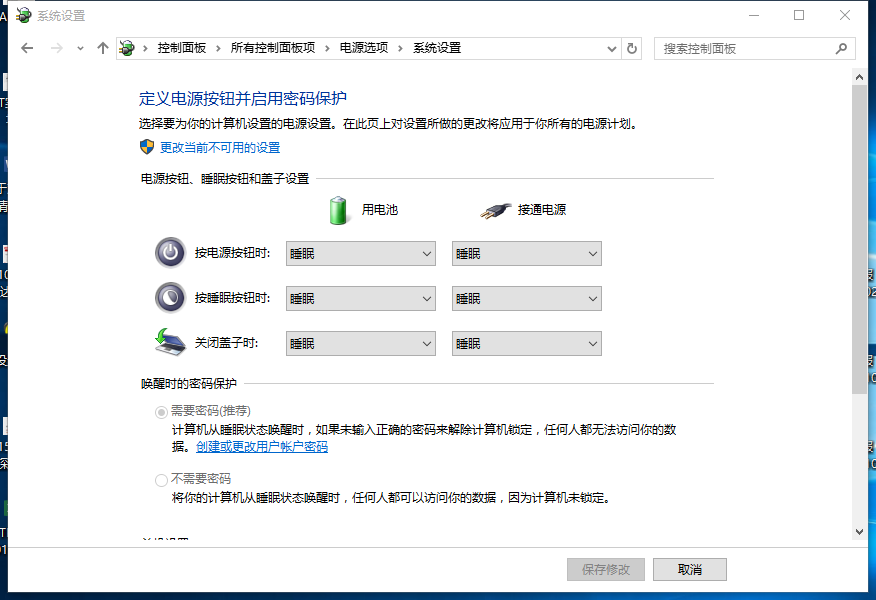 系统设置
控制面板 › 所有控制面板项 › 电源选项 › 系统设置
搜索控制面板
定义电源按钮并启用密码保护
选择要为你的计算机设置的电源设置。在此页上对设置所做的更改将应用于你所有的电源计划。
更改当前不可用的设置
电源按钮、睡眠按钮和盖子设置
用电池 接通电源
按电源按钮时: 睡眠 睡眠
按睡眠按钮时: 睡眠 睡眠
关闭盖子时: 睡眠 睡眠
唤醒时的密码保护
需要密码(推荐)
计算机从睡眠状态唤醒时，如果未输入正确的密码来解除计算机锁定，任何人都无法访问你的数
据。创建或更改用户帐户密码
不需要密码
将你的计算机从睡眠状态唤醒时，任何人都可以访问你的数据，因为计算机未锁定。
保存修改 取消